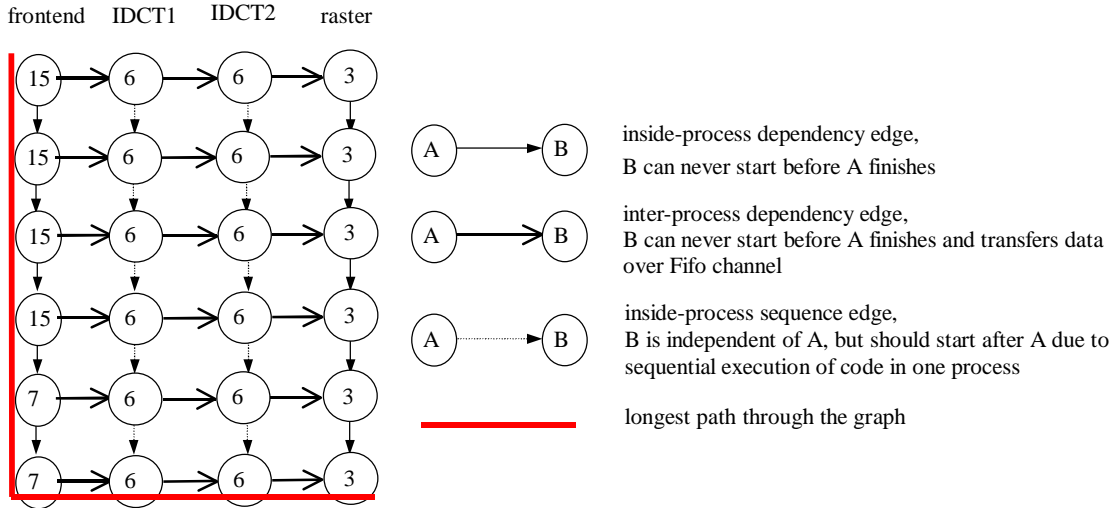 frontend IDCT1 IDCT2 raster
15 6 6 3
15 6 6 3
15 6 6 3
15 6 6 3
7 6 6 3
7 6 6 3
A B
inside-process dependency edge,
B can never start before A finishes
A B
inter-process dependency edge,
B can never start before A finishes and transfers data
over Fifo channel
A B
inside-process sequence edge,
B is independent of A, but should start after A due to
sequential execution of code in one process
longest path through the graph